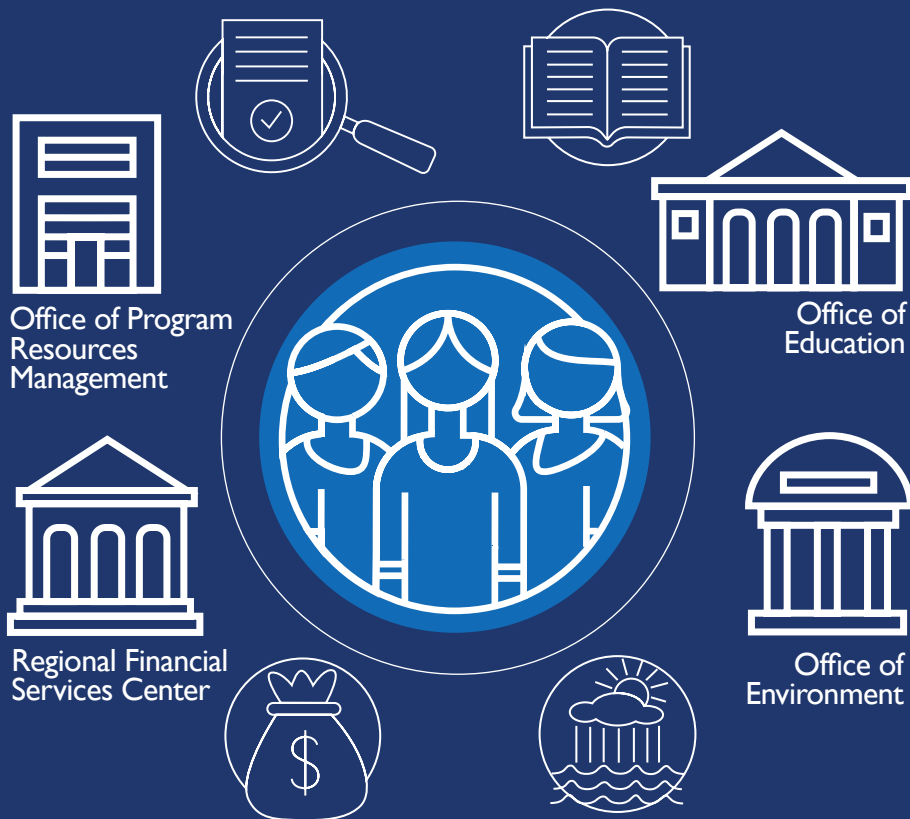 Office of Program
Resources
Management
Office of
Education
Regional Financial
Services Center
$
Office of
Environment